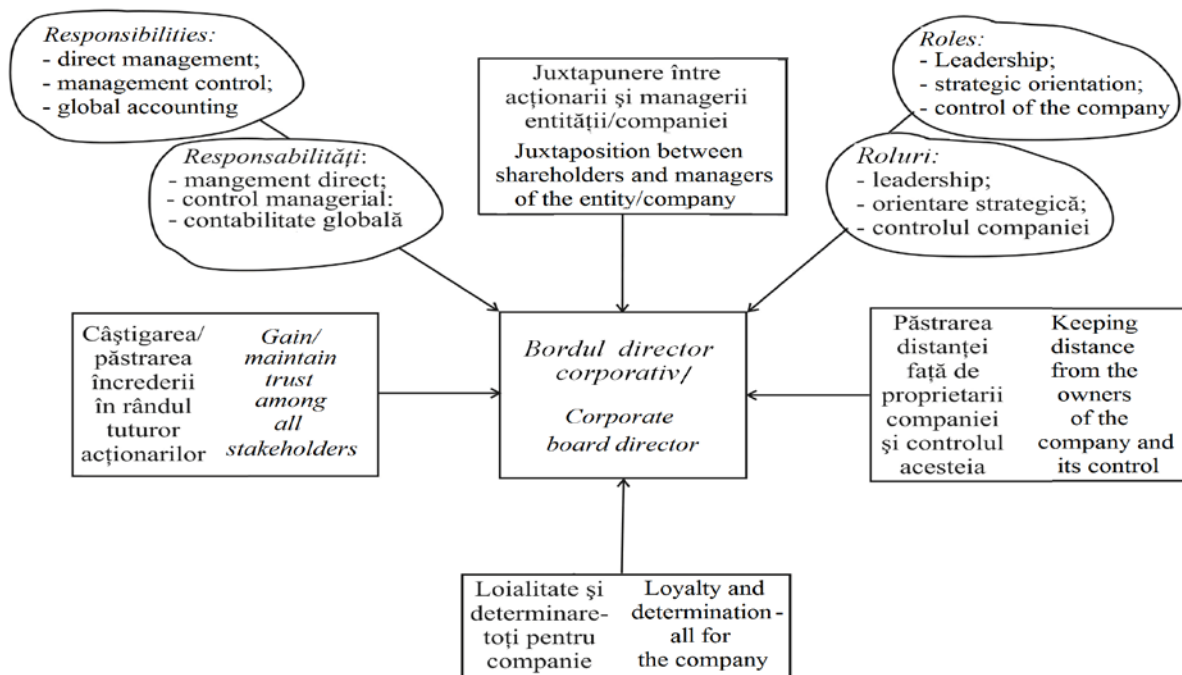 Responsibilities:
- direct management;
- management control;
- global accounting
Responsabilități:
- mangement direct;
- control managerial:
- contabilitate globală
Juxtapunere între
acționarii și managerii
entității/companiei
Juxtaposition between
shareholders and managers
of the entity/company
Roles:
- Leadership;
- strategic orientation;
- control of the company
Roluri:
- leadership;
- orientare strategică;
- controlul companiei
Câştigarea/
păstrarea
încrederii
în rândul
tuturor
acționarilor
Gain/
maintain
trust
among
all
stakeholders
Bordul director
corporativ/
Corporate
board director
Păstrarea
distanței
față de
proprietarii
companiei
şi controlul
acesteia
Keeping
distance
from the
owners
of the
company and
its control
Loialitate şi
determinare-
toți pentru
companie
Loyalty and
determination-
all for
the company